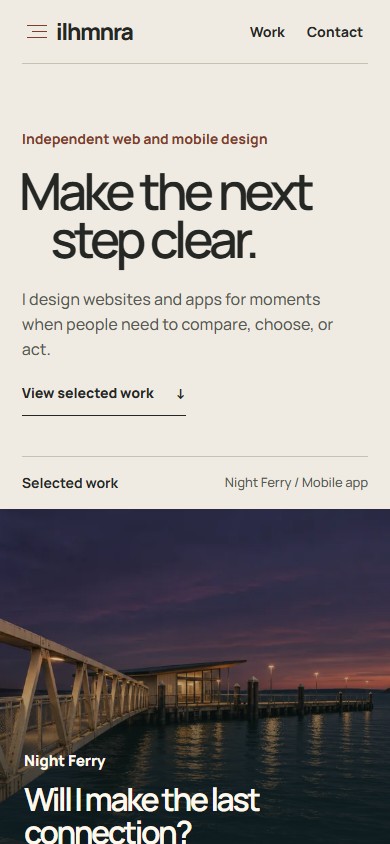 ilhmnra
Work
Contact
Independent web and mobile design
Make the next
step clear.
I design websites and apps for moments
when people need to compare, choose, or
act.
View selected work ↓
Selected work
Night Ferry / Mobile app
Night Ferry
Will I make the last
connection?